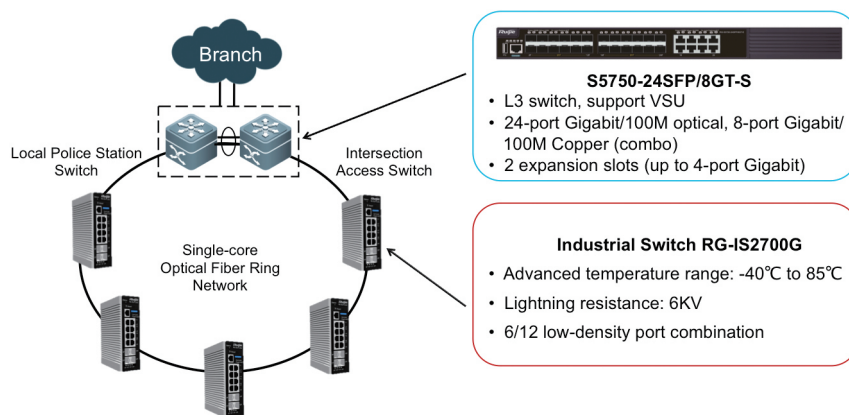 Branch
Local Police Station
Switch
Intersection
Access Switch
Single-core
Optical Fiber Ring
Network
Ruijie
S5750-24SFP/8GT-S
• L3 switch, support VSU
• 24-port Gigabit/100M optical, 8-port Gigabit/
100M Copper (combo)
• 2 expansion slots (up to 4-port Gigabit)
Industrial Switch RG-IS2700G
• Advanced temperature range: -40℃ to 85℃
• Lightning resistance: 6KV
• 6/12 low-density port combination